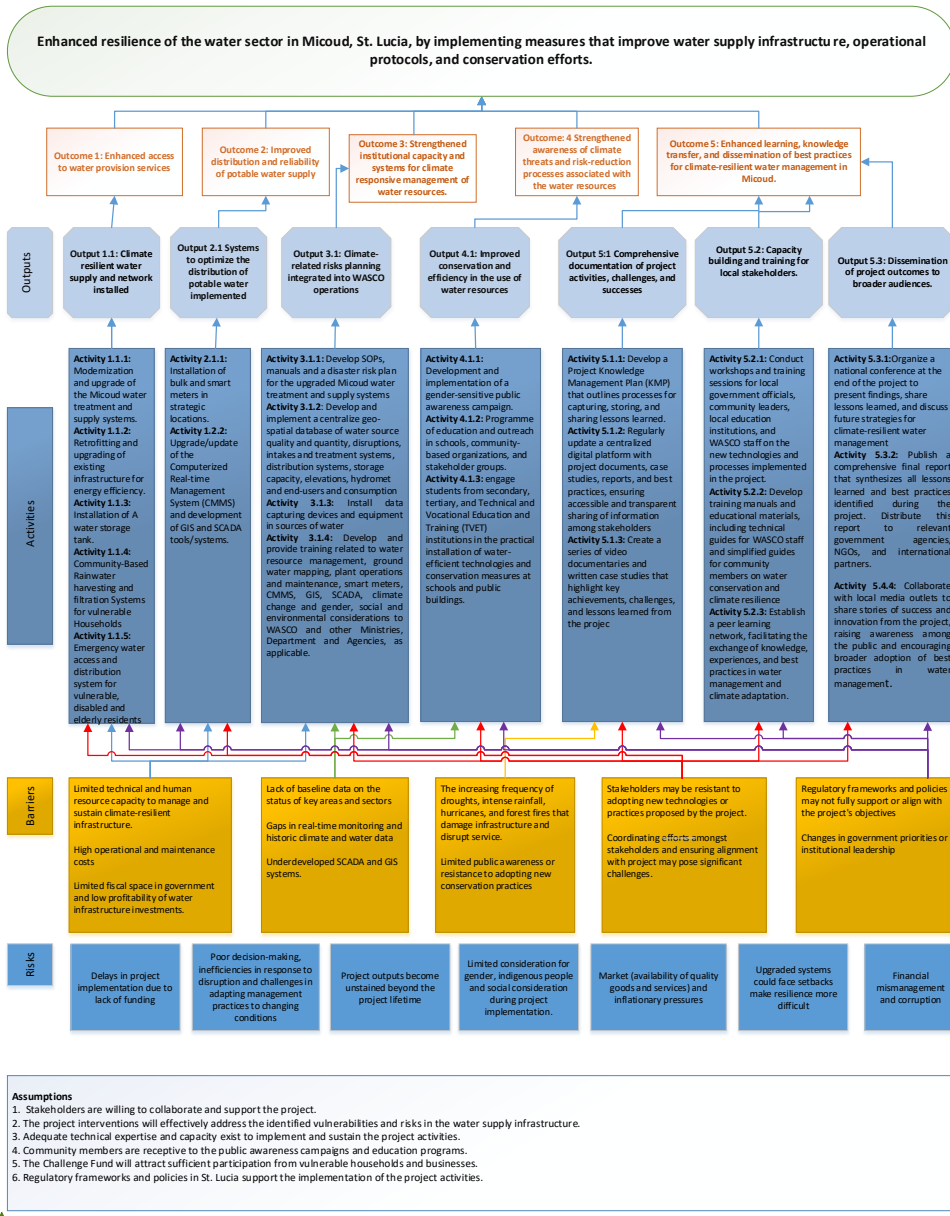 Enhanced resilience of the water sector in Micoud, St. Lucia, by implementing measures that improve water supply infrastructure, operational
protocols, and conservation efforts.
Outcome 1: Enhanced access
to water provision services
Outcome 2: Improved
distribution and reliability
of potable water supply
Outcome 3: Strengthened
institutional capacity and
systems for climate
responsive management of
water resources.
Outcome: 4 Strengthened
awareness of climate
threats and risk-reduction
processes associated with
the water resources
Outcome 5: Enhanced learning, knowledge
transfer, and dissemination of best practices
for climate-resilient water management in
Micoud.
Outputs
Output 1.1: Climate
resilient water
supply and network
installed
Output 2.1 Systems
to optimize the
distribution of
potable water
implemented
Output 3.1: Climate-
related risks planning
integrated into WASCO
operations
Output 4.1: Improved
conservation and
efficiency in the use of
water resources
Output 5:1 Comprehensive
documentation of project
activities, challenges, and
successes
Output 5.2: Capacity
building and training for
local stakeholders.
Output 5.3: Dissemination
of project outcomes to
broader audiences.
Activities
Activity 1.1.1:
Modernization and
upgrade of the
Micoud water
treatment and
supply systems.
Activity 1.1.2:
Retrofitting and
upgrading of
existing
infrastructure for
energy efficiency.
Activity 1.1.3:
Installation of A
water storage
tank.
Activity 1.1.4:
Community-Based
Rainwater
harvesting and
filtration Systems
for vulnerable
Households
Activity 1.1.5:
Emergency water
access and
distribution
system for
vulnerable,
disabled and
elderly residents
Activity 2.1.1:
Installation of
bulk and smart
meters in
strategic
locations.
Activity 1.2.2:
Upgrade/update
of the
Computerized
Real-time
Management
System (CMMS)
and development
of GIS and SCADA
tools/systems.
Activity 3.1.1: Develop SOPs,
manuals and a disaster risk plan
for the upgraded Micoud water
treatment and supply systems
Activity 3.1.2: Develop and
implement a centralize geo-
spatial database of water source
quality and quantity, disruptions,
intakes and treatment systems,
distribution systems, storage
capacity, elevations, hydromet
and end-users and consumption
Activity 3.1.3: Install data
capturing devices and equipment
in sources of water
Activity 3.1.4: Develop and
provide training related to water
resource management, ground
water mapping, plant operations
and maintenance, smart meters,
CMMS, GIS, SCADA, climate
change and gender, social and
environmental considerations to
WASCO and other Ministries,
Department and Agencies, as
applicable.
Activity 4.1.1:
Development and
implementation of a
gender-sensitive public
awareness campaign.
Activity 4.1.2: Programme
of education and outreach
in schools, community-
based organizations, and
stakeholder groups.
Activity 4.1.3: engage
students from secondary,
tertiary, and Technical and
Vocational Education and
Training (TVET)
institutions in the practical
installation of water-
efficient technologies and
conservation measures at
schools and public
buildings.
Activity 5.1.1: Develop a
Project Knowledge
Management Plan (KMP)
that outlines processes for
capturing, storing, and
sharing lessons learned.
Activity 5.1.2: Regularly
update a centralized
digital platform with
project documents, case
studies, reports, and best
practices, ensuring
accessible and transparent
sharing of information
among stakeholders
Activity 5.1.3: Create a
series of video
documentaries and
written case studies that
highlight key
achievements, challenges,
and lessons learned from
the projec
Activity 5.2.1: Conduct
workshops and training
sessions for local
government officials,
community leaders,
local education
institutions, and
WASCO staff on the
new technologies and
processes implemented
in the project.
Activity 5.2.2: Develop
training manuals and
educational materials,
including technical
guides for WASCO staff
and simplified guides
for community
members on water
conservation and
climate resilience
Activity 5.2.3: Establish
a peer learning
network, facilitating the
exchange of knowledge,
experiences, and best
practices in water
management and
climate adaptation.
Activity 5.3.1:Organize a
national conference at the
end of the project to
present findings, share
lessons learned, and discuss
future strategies for
climate-resilient water
management
Activity 5.3.2: Publish a
comprehensive final report
that synthesizes all lessons
learned and best practices
identified during the
project. Distribute this
report to relevant
government agencies,
NGOs, and international
partners.
Activity 5.4.4: Collaborate
with local media outlets to
share stories of success and
innovation from the project,
raising awareness among
the public and encouraging
broader adoption of best
practices in water
management.
Barriers
Limited technical and human
resource capacity to manage and
sustain climate-resilient
infrastructure.
High operational and maintenance
costs
Limited fiscal space in government
and low profitability of water
infrastructure investments.
Lack of baseline data on the
status of key areas and sectors
Gaps in real-time monitoring and
historic climate and water data
Underdeveloped SCADA and GIS
systems.
The increasing frequency of
droughts, intense rainfall,
hurricanes, and forest fires that
damage infrastructure and
disrupt service.
Limited public awareness or
resistance to adopting new
conservation practices
Stakeholders may be resistant to
adopting new technologies or
practices proposed by the project.
Coordinating efforts amongst
stakeholders and ensuring alignment
with project may pose significant
challenges.
Regulatory frameworks and policies
may not fully support or align with
the project's objectives
Changes in government priorities or
institutional leadership
Risks
Delays in project
implementation due to
lack of funding
Poor decision-making,
inefficiencies in response to
disruption and challenges in
adapting management
practices to changing
conditions
Project outputs become
unstained beyond the
project lifetime
Limited consideration for
gender, indigenous people
and social consideration
during project
implementation.
Market (availability of quality
goods and services) and
inflationary pressures
Upgraded systems
could face setbacks
make resilience more
difficult
Financial
mismanagement
and corruption
Assumptions
1. Stakeholders are willing to collaborate and support the project.
2. The project interventions will effectively address the identified vulnerabilities and risks in the water supply infrastructure.
3. Adequate technical expertise and capacity exist to implement and sustain the project activities.
4. Community members are receptive to the public awareness campaigns and education programs.
5. The Challenge Fund will attract sufficient participation from vulnerable households and businesses.
6. Regulatory frameworks and policies in St. Lucia support the implementation of the project activities.